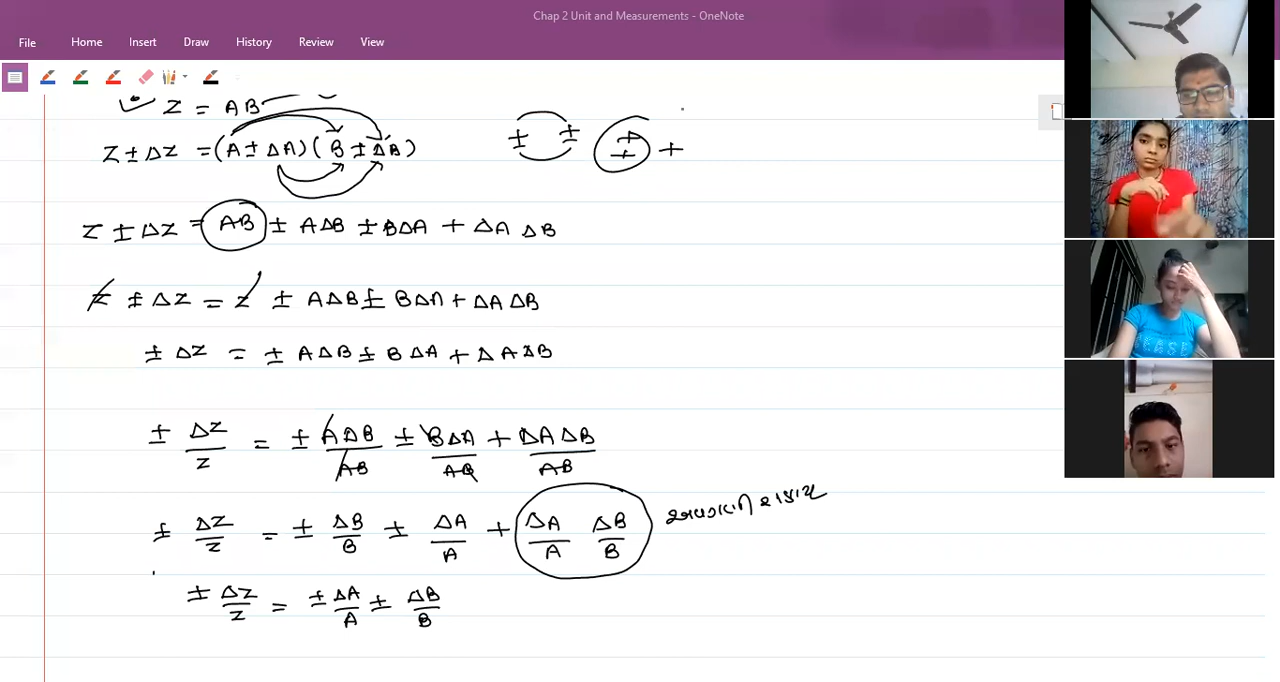 Chap 2 Unit and Measurements - OneNote
File Home Insert Draw History Review View
Z = AB
Z ± ΔZ = (A ± ΔA) (B ± ΔB)
± ± ± ± +
Z ± ΔZ = AB ± AΔB ± BΔA + ΔA ΔB
Z ± ΔZ = Z ± AΔB ± BΔA + ΔA ΔB
± ΔZ = ± AΔB ± BΔA + ΔAΔB
± ΔZ/Z = ± AΔB/AB ± BΔA/AB + ΔA ΔB/AB
± ΔZ/Z = ± ΔB/B ± ΔA/A + ΔA/A ΔB/B
± ΔZ/Z = ± ΔA/A ± ΔB/B